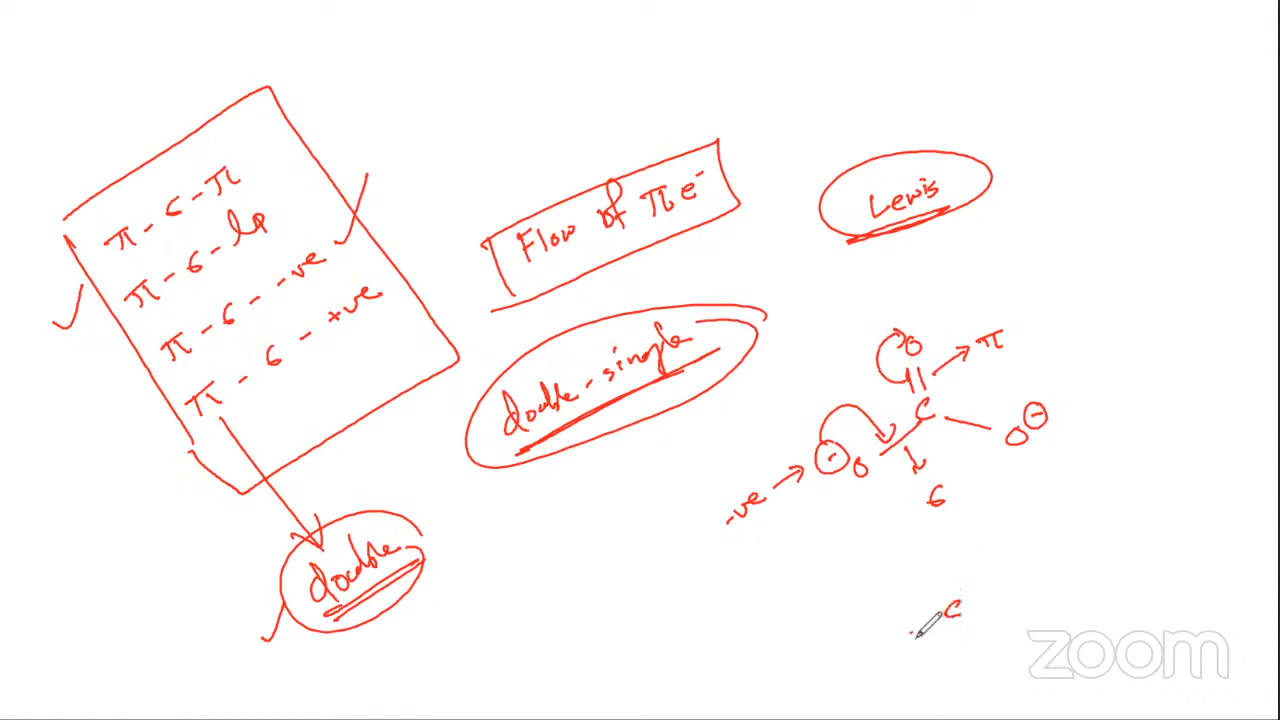 π - σ - π
π - σ - lp
π - σ - -ve
π - σ - +ve
Flow of πe⁻
Lewis
double - single
double
O
π
C
O ⊖
⊖ O
-ve
σ
C
zoom